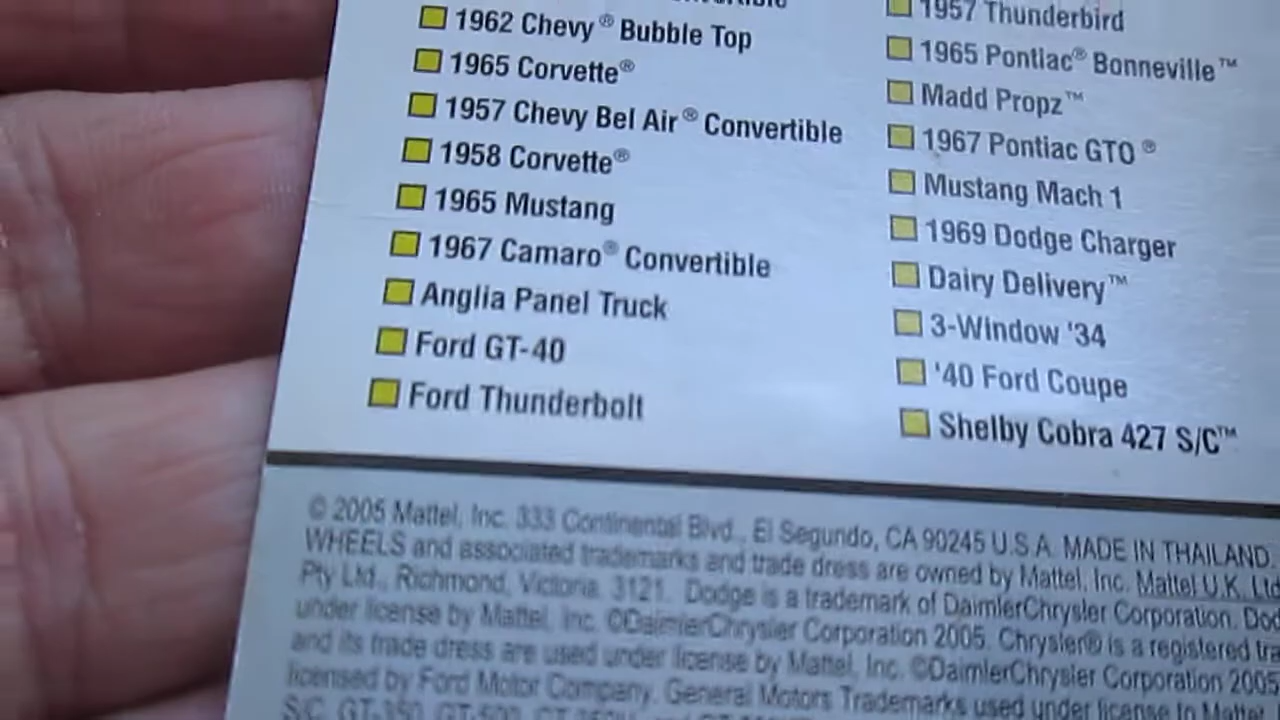 1962 Chevy® Bubble Top
1965 Corvette®
1957 Chevy Bel Air® Convertible
1958 Corvette®
1965 Mustang
1967 Camaro® Convertible
Anglia Panel Truck
Ford GT-40
Ford Thunderbolt
1957 Thunderbird
1965 Pontiac® Bonneville™
Madd Propz™
1967 Pontiac GTO®
Mustang Mach 1
1969 Dodge Charger
Dairy Delivery™
3-Window '34
'40 Ford Coupe
Shelby Cobra 427 S/C™
© 2005 Mattel, Inc. 333 Continental Blvd., El Segundo, CA 90245 U.S.A. MADE IN THAILAND.
WHEELS and associated trademarks and trade dress are owned by Mattel, Inc. Mattel U.K. Ltd
Pty Ltd., Richmond, Victoria. 3121. Dodge is a trademark of DaimlerChrysler Corporation. Dod
under license by Mattel, Inc. ©DaimlerChrysler Corporation 2005. Chrysler® is a registered tra
and its trade dress are used under license by Mattel, Inc. ©DaimlerChrysler Corporation 2005
licensed by Ford Motor Company. General Motors Trademarks used under license to Mattel,
S/C, GT-350, GT-500,